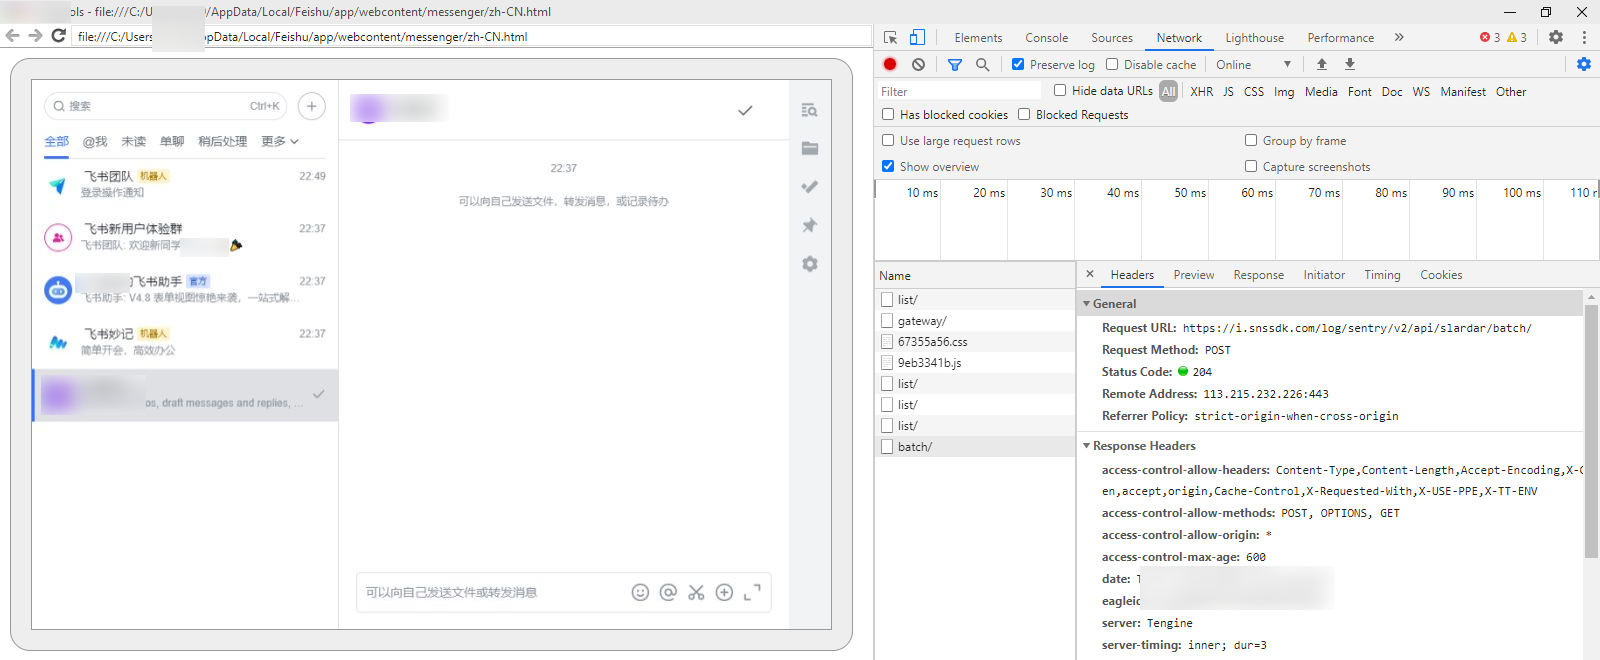 ols - file:///C:/U 0/AppData/Local/Feishu/app/webcontent/messenger/zh-CN.html
file:///C:/Users ppData/Local/Feishu/app/webcontent/messenger/zh-CN.html
搜索 Ctrl+K
全部 @我 未读 单聊 稍后处理 更多
飞书团队 机器人 22:49
登录操作通知
飞书新用户体验群 22:37
飞书团队: 欢迎新同学
的飞书助手 官方 22:37
飞书助手: V4.8 表单视图惊艳来袭，一站式解...
飞书妙记 机器人 22:37
简单开会，高效办公
os, draft messages and replies, ...
22:37
可以向自己发送文件，转发消息，或记录待办
可以向自己发送文件或转发消息
Elements Console Sources Network Lighthouse Performance » 3 3
Preserve log Disable cache Online
Filter Hide data URLs All XHR JS CSS Img Media Font Doc WS Manifest Other
Has blocked cookies Blocked Requests
Use large request rows Group by frame
Show overview Capture screenshots
10 ms 20 ms 30 ms 40 ms 50 ms 60 ms 70 ms 80 ms 90 ms 100 ms 110 r
Name
list/
gateway/
67355a56.css
9eb3341b.js
list/
list/
list/
batch/
× Headers Preview Response Initiator Timing Cookies
General
Request URL: https://i.snssdk.com/log/sentry/v2/api/slardar/batch/
Request Method: POST
Status Code: 204
Remote Address: 113.215.232.226:443
Referrer Policy: strict-origin-when-cross-origin
Response Headers
access-control-allow-headers: Content-Type,Content-Length,Accept-Encoding,X-C
en,accept,origin,Cache-Control,X-Requested-With,X-USE-PPE,X-TT-ENV
access-control-allow-methods: POST, OPTIONS, GET
access-control-allow-origin: *
access-control-max-age: 600
date: T
eagleid
server: Tengine
server-timing: inner; dur=3